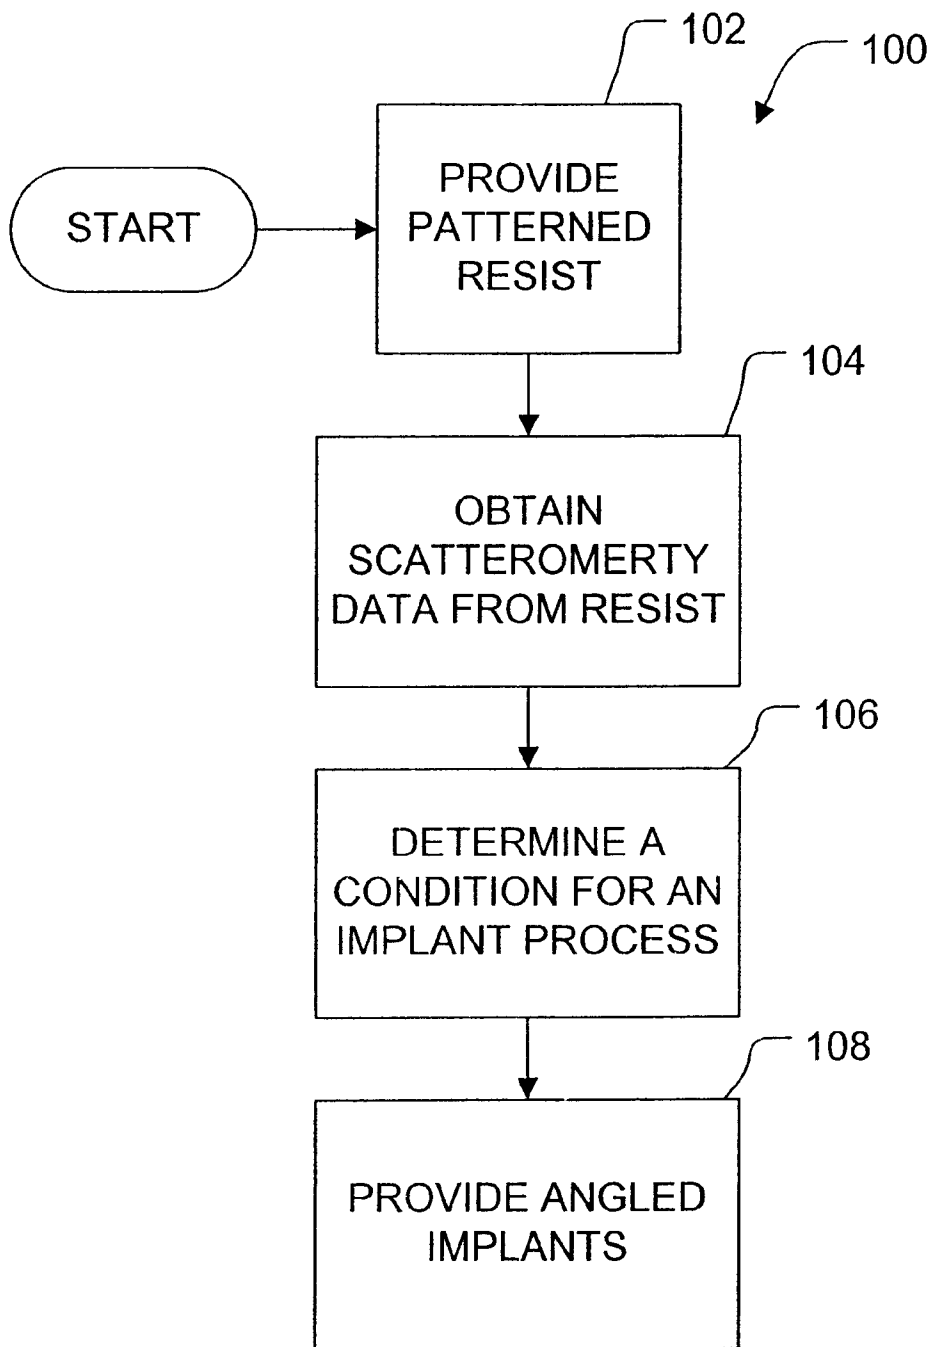 102
100
START
PROVIDE
PATTERNED
RESIST
104
OBTAIN
SCATTEROMERTY
DATA FROM RESIST
106
DETERMINE A
CONDITION FOR AN
IMPLANT PROCESS
108
PROVIDE ANGLED
IMPLANTS